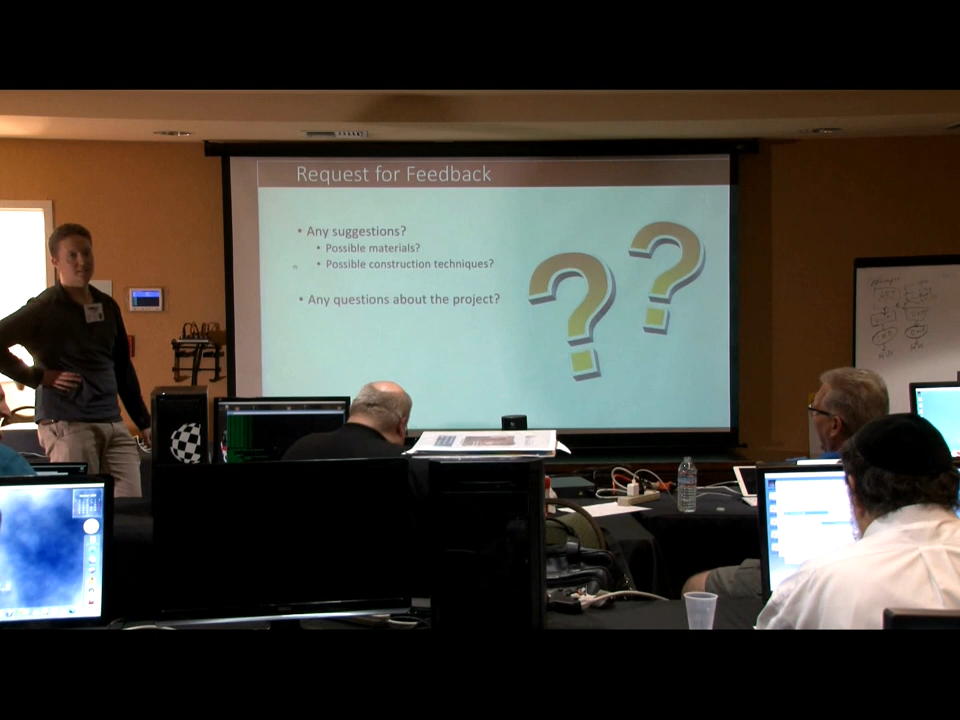 Request for Feedback
• Any suggestions?
• Possible materials?
• Possible construction techniques?
• Any questions about the project?